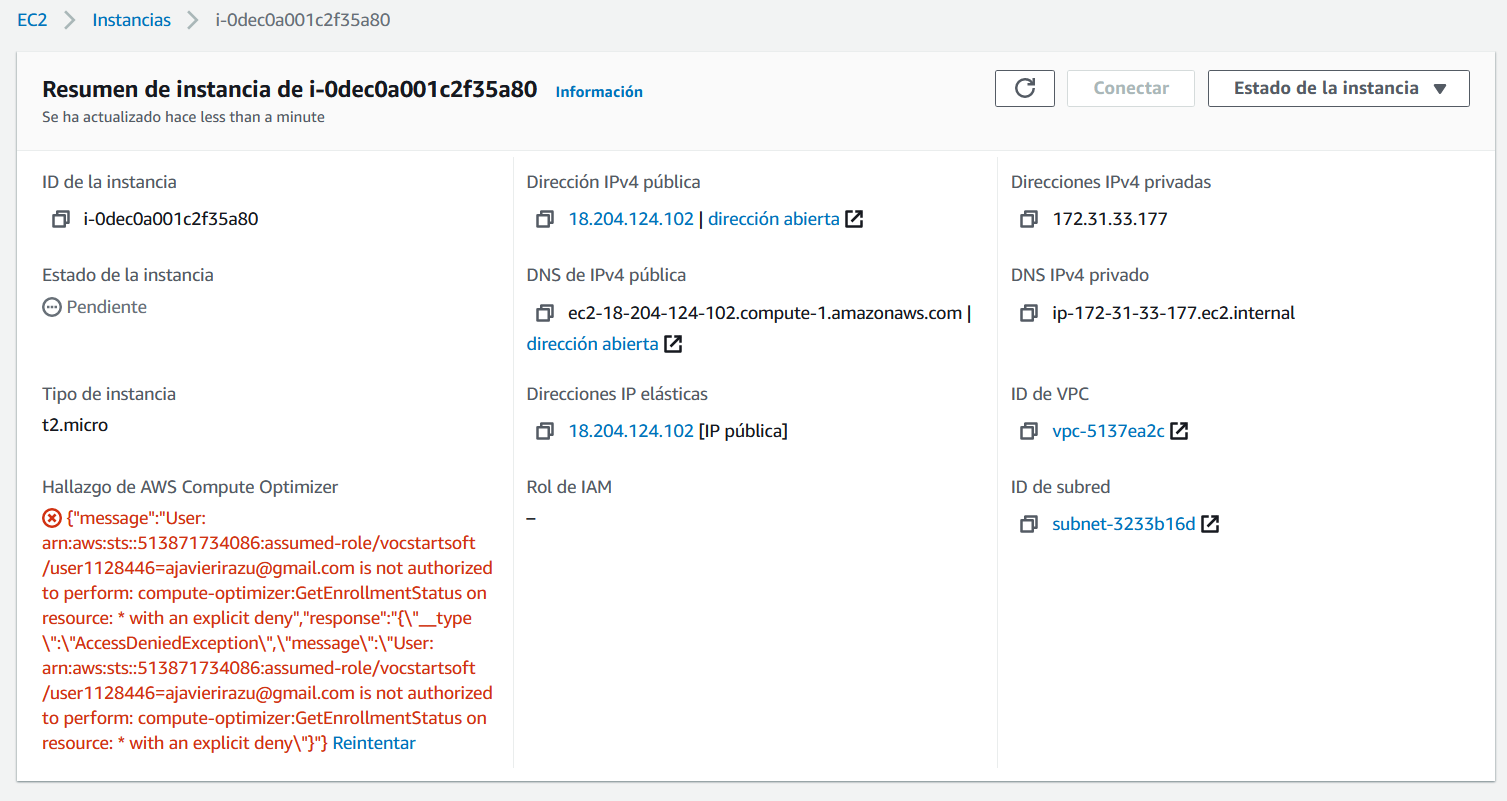 EC2 > Instancias > i-0dec0a001c2f35a80
Resumen de instancia de i-0dec0a001c2f35a80 Información
Se ha actualizado hace less than a minute
Conectar
Estado de la instancia
ID de la instancia
i-0dec0a001c2f35a80
Dirección IPv4 pública
18.204.124.102 | dirección abierta
Direcciones IPv4 privadas
172.31.33.177
Estado de la instancia
Pendiente
DNS de IPv4 pública
ec2-18-204-124-102.compute-1.amazonaws.com |
dirección abierta
DNS IPv4 privado
ip-172-31-33-177.ec2.internal
Tipo de instancia
t2.micro
Direcciones IP elásticas
18.204.124.102 [IP pública]
ID de VPC
vpc-5137ea2c
Hallazgo de AWS Compute Optimizer
{"message":"User:
arn:aws:sts::513871734086:assumed-role/vocstartsoft
/user1128446=ajavierirazu@gmail.com is not authorized
to perform: compute-optimizer:GetEnrollmentStatus on
resource: * with an explicit deny","response":"{\"__type
\":\"AccessDeniedException\",\"message\":\"User:
arn:aws:sts::513871734086:assumed-role/vocstartsoft
/user1128446=ajavierirazu@gmail.com is not authorized
to perform: compute-optimizer:GetEnrollmentStatus on
resource: * with an explicit deny\"}"} Reintentar
Rol de IAM
–
ID de subred
subnet-3233b16d